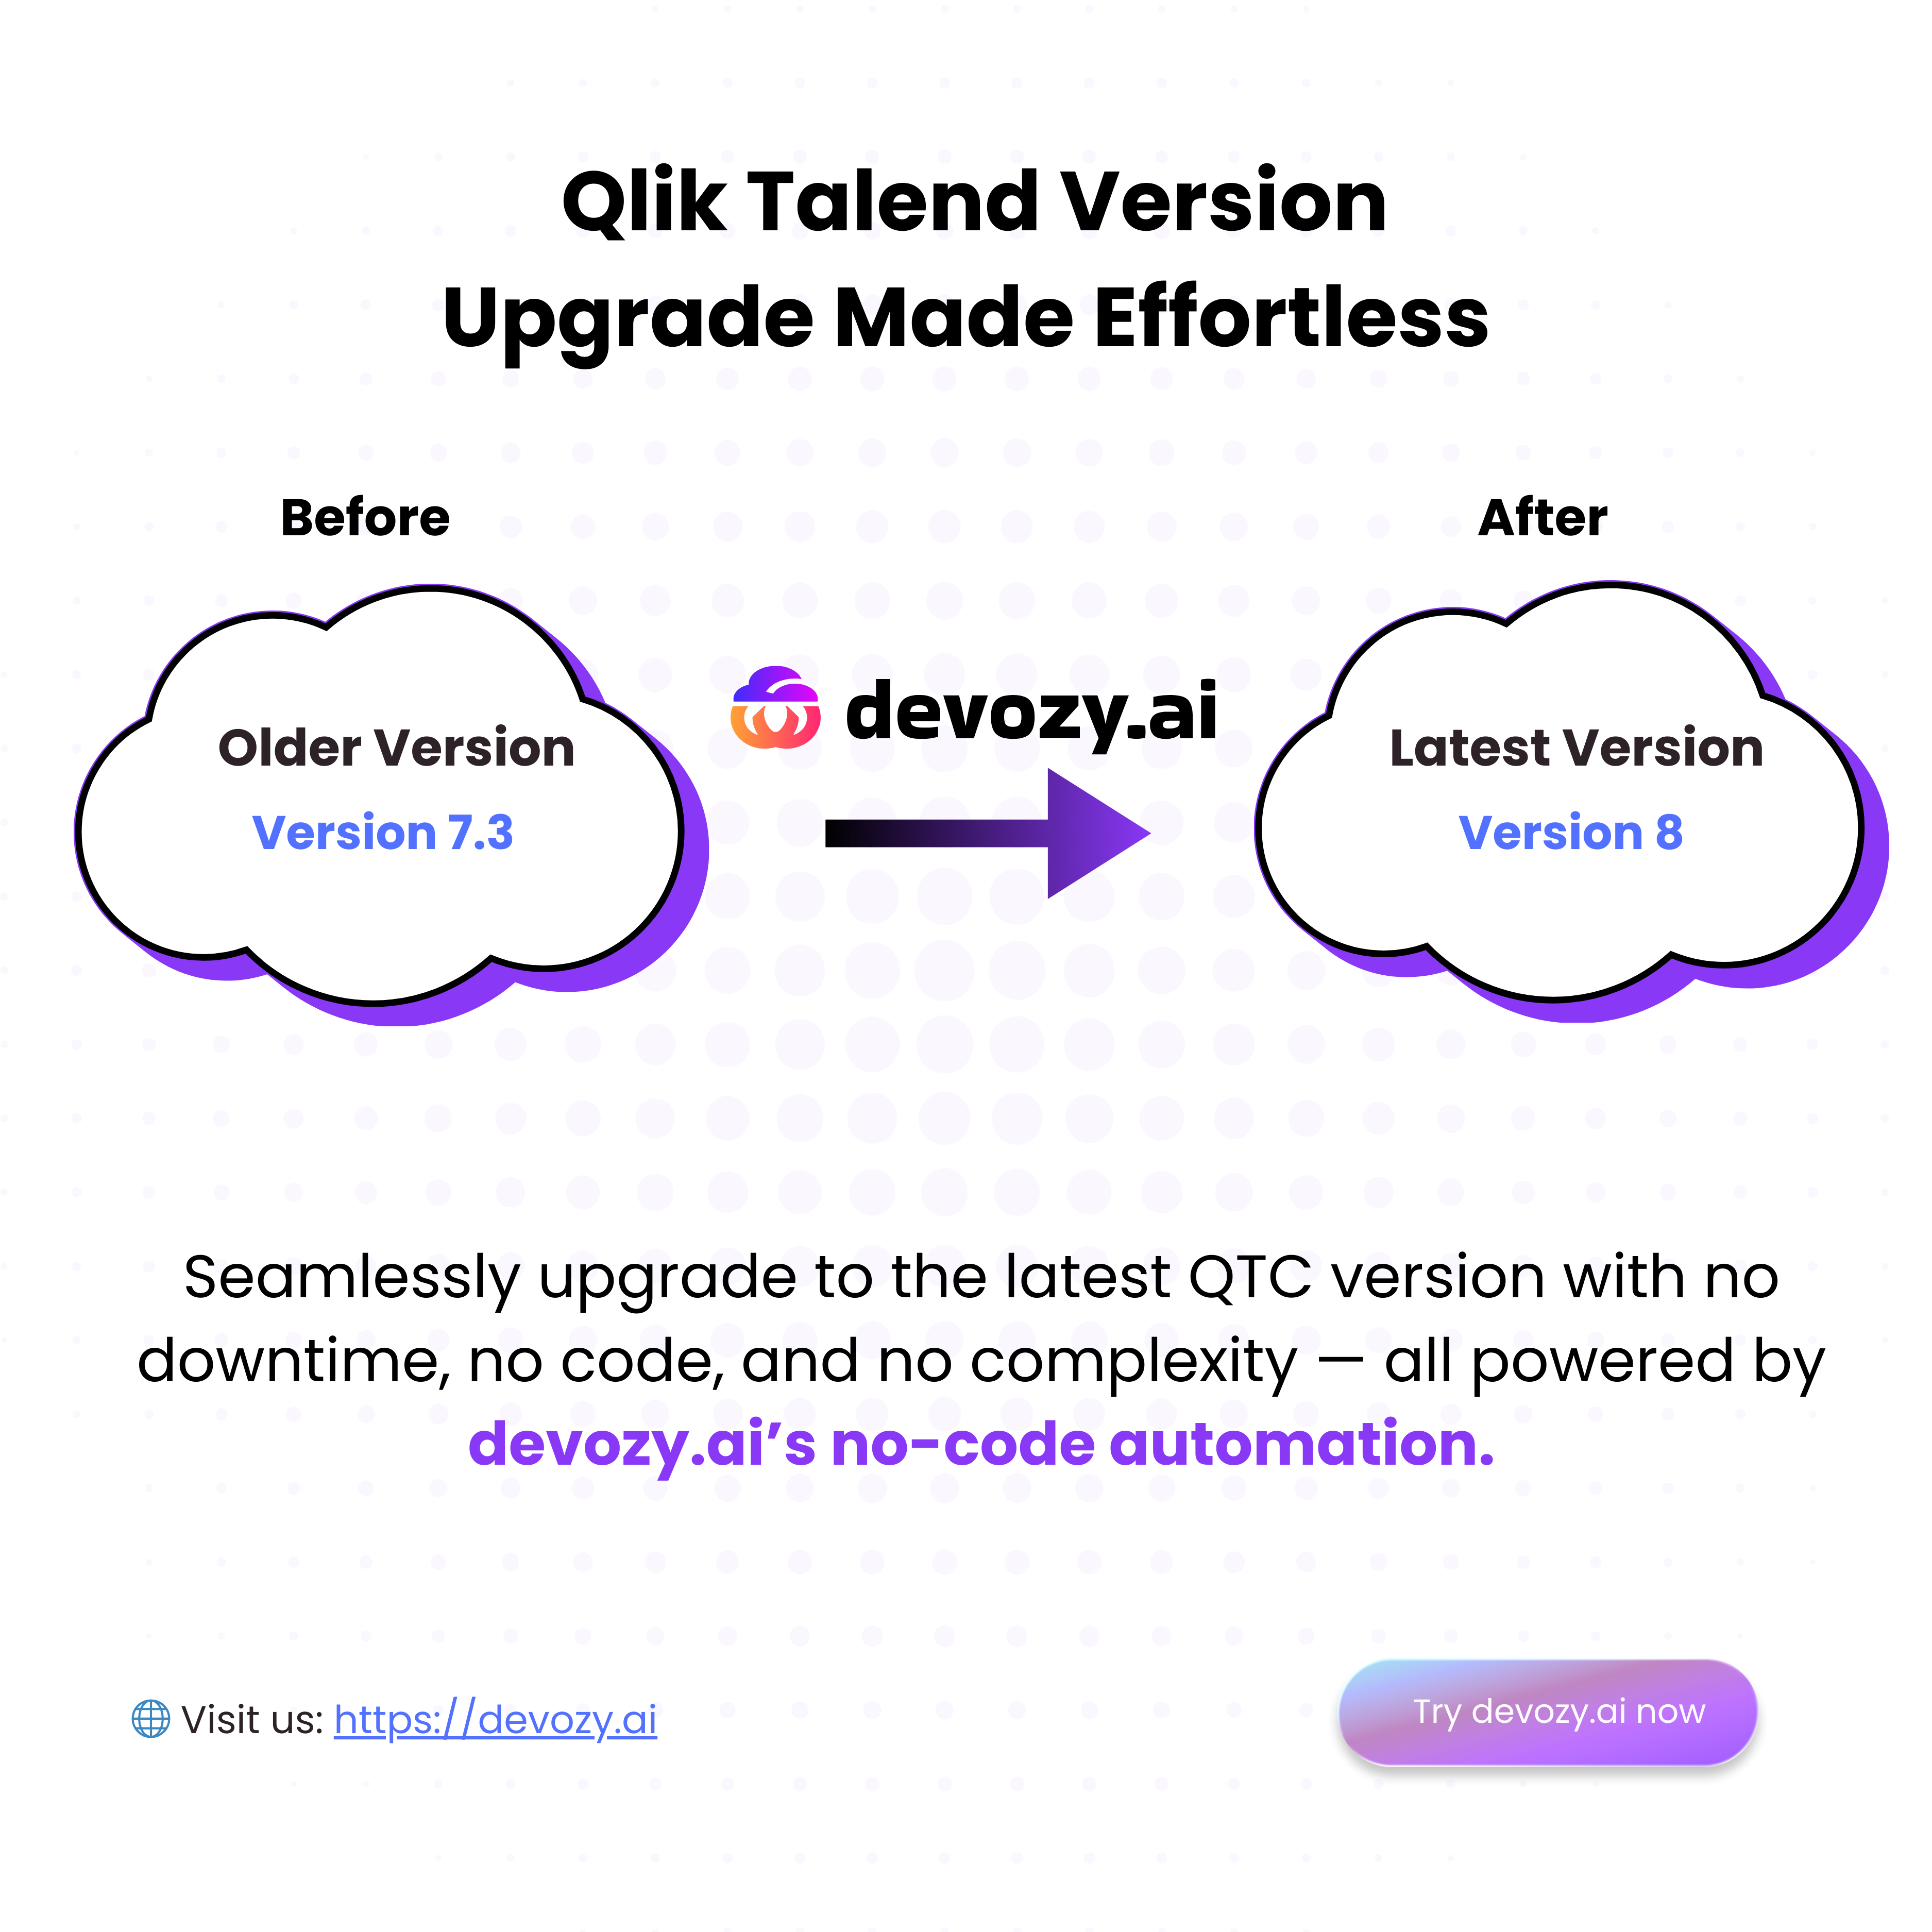 Qlik Talend Version
Upgrade Made Effortless
Before
After
Older Version
Version 7.3
devozy.ai
Latest Version
Version 8
Seamlessly upgrade to the latest QTC version with no
downtime, no code, and no complexity — all powered by
devozy.ai’s no-code automation.
Visit us: https://devozy.ai
Try devozy.ai now